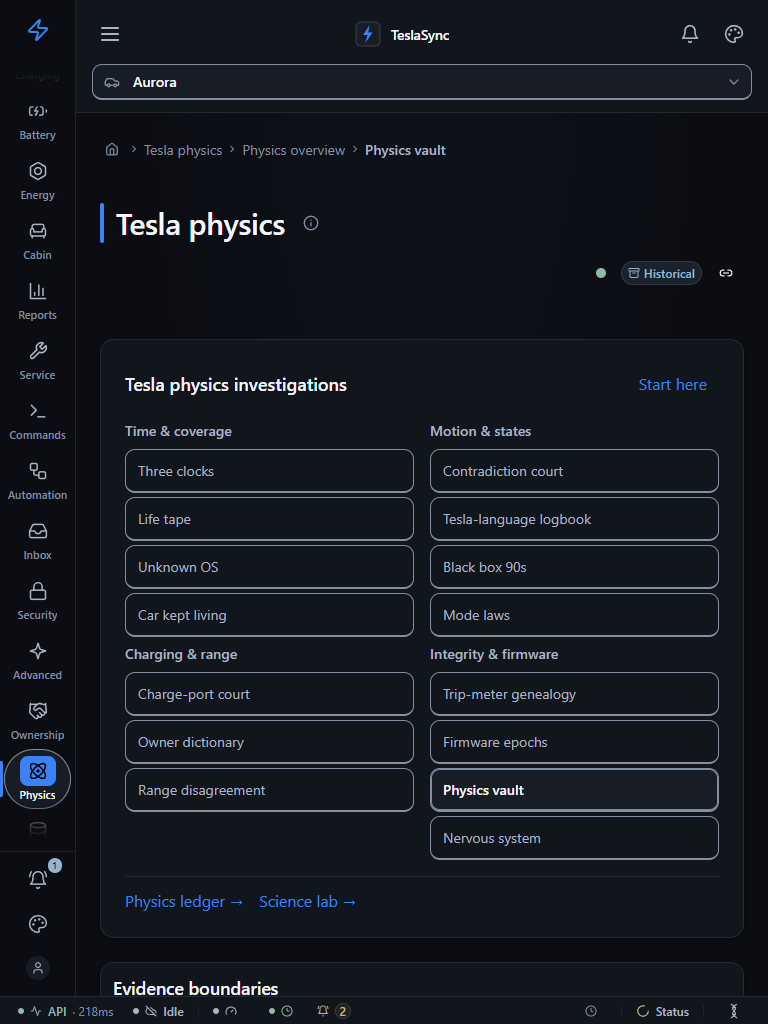 TeslaSync
Aurora
Charging
Battery
Energy
Cabin
Reports
Service
Commands
Automation
Inbox
Security
Advanced
Ownership
Physics
1
Tesla physics > Physics overview > Physics vault
Tesla physics
Historical
Tesla physics investigations
Start here
Time & coverage
Three clocks
Life tape
Unknown OS
Car kept living
Motion & states
Contradiction court
Tesla-language logbook
Black box 90s
Mode laws
Charging & range
Charge-port court
Owner dictionary
Range disagreement
Integrity & firmware
Trip-meter genealogy
Firmware epochs
Physics vault
Nervous system
Physics ledger → Science lab →
Evidence boundaries
API · 218ms Idle 2 Status